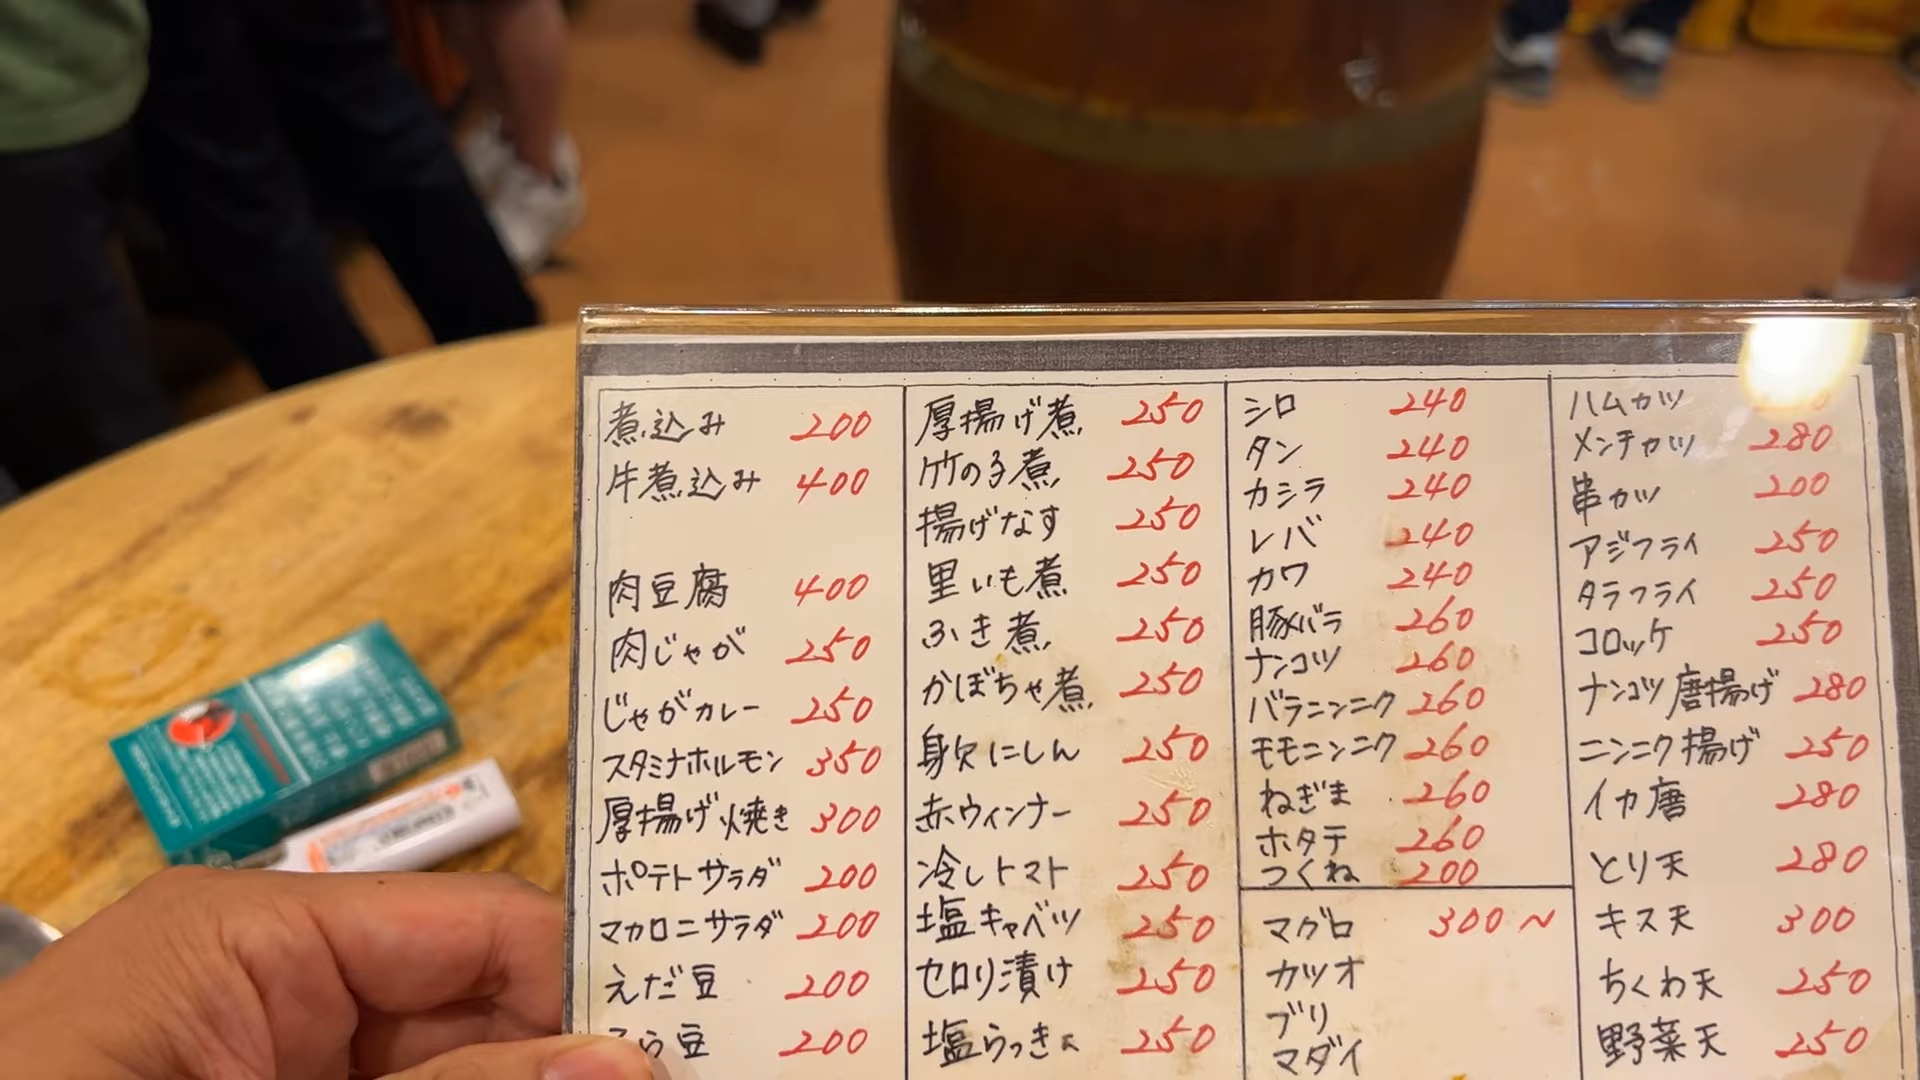 煮込み 200
牛煮込み 400
肉豆腐 400
肉じゃが 250
じゃがカレー 250
スタミナホルモン 350
厚揚げ焼き 300
ポテトサラダ 200
マカロニサラダ 200
えだ豆 200
ら豆 200
厚揚げ煮 250
竹の子煮 250
揚げなす 250
里いも煮 250
ふき煮 250
かぼちゃ煮 250
身欠にしん 250
赤ウィンナー 250
冷しトマト 250
塩キャベツ 250
セロリ漬け 250
塩らっきょ 250
シロ 240
タン 240
カシラ 240
レバ 240
カワ 240
豚バラ 260
ナンコツ 260
バラニンニク 260
モモニンニク 260
ねぎま 260
ホタテ 260
つくね 200
マグロ 300～
カツオ
ブリ
マダイ
ハムカツ
メンチカツ 280
串カツ 200
アジフライ 250
タラフライ 250
コロッケ 250
ナンコツ唐揚げ 280
ニンニク揚げ 250
イカ唐 280
とり天 280
キス天 300
ちくわ天 250
野菜天 250